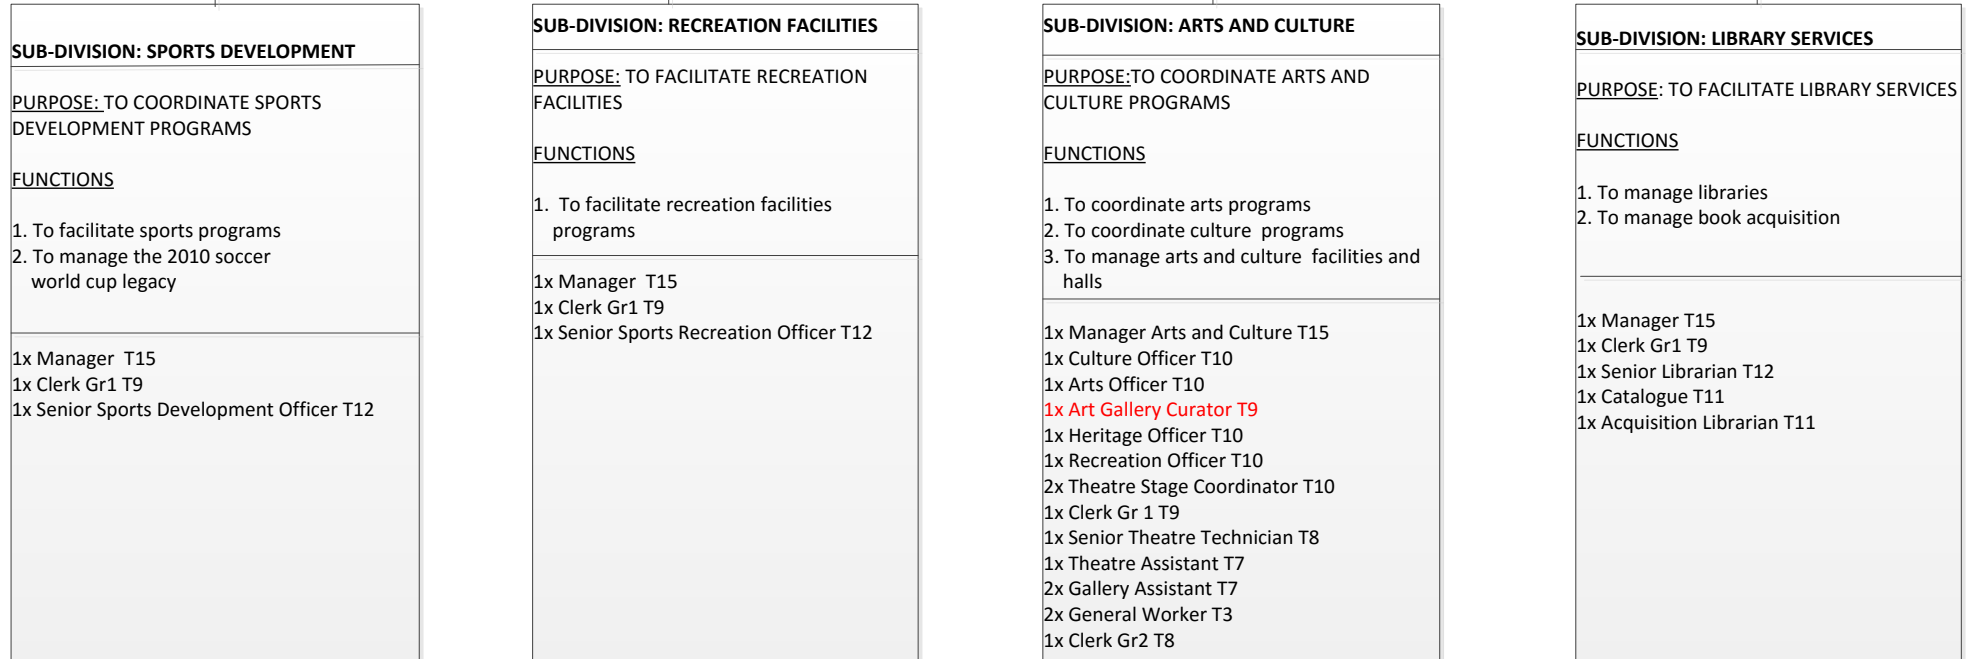 SUB-DIVISION: SPORTS DEVELOPMENT
PURPOSE: TO COORDINATE SPORTS
DEVELOPMENT PROGRAMS
FUNCTIONS
1. To facilitate sports programs
2. To manage the 2010 soccer
world cup legacy
1x Manager T15
1x Clerk Gr1 T9
1x Senior Sports Development Officer T12
SUB-DIVISION: RECREATION FACILITIES
PURPOSE: TO FACILITATE RECREATION
FACILITIES
FUNCTIONS
1. To facilitate recreation facilities
programs
1x Manager T15
1x Clerk Gr1 T9
1x Senior Sports Recreation Officer T12
SUB-DIVISION: ARTS AND CULTURE
PURPOSE:TO COORDINATE ARTS AND
CULTURE PROGRAMS
FUNCTIONS
1. To coordinate arts programs
2. To coordinate culture programs
3. To manage arts and culture facilities and
halls
1x Manager Arts and Culture T15
1x Culture Officer T10
1x Arts Officer T10
1x Art Gallery Curator T9
1x Heritage Officer T10
1x Recreation Officer T10
2x Theatre Stage Coordinator T10
1x Clerk Gr 1 T9
1x Senior Theatre Technician T8
1x Theatre Assistant T7
2x Gallery Assistant T7
2x General Worker T3
1x Clerk Gr2 T8
SUB-DIVISION: LIBRARY SERVICES
PURPOSE: TO FACILITATE LIBRARY SERVICES
FUNCTIONS
1. To manage libraries
2. To manage book acquisition
1x Manager T15
1x Clerk Gr1 T9
1x Senior Librarian T12
1x Catalogue T11
1x Acquisition Librarian T11